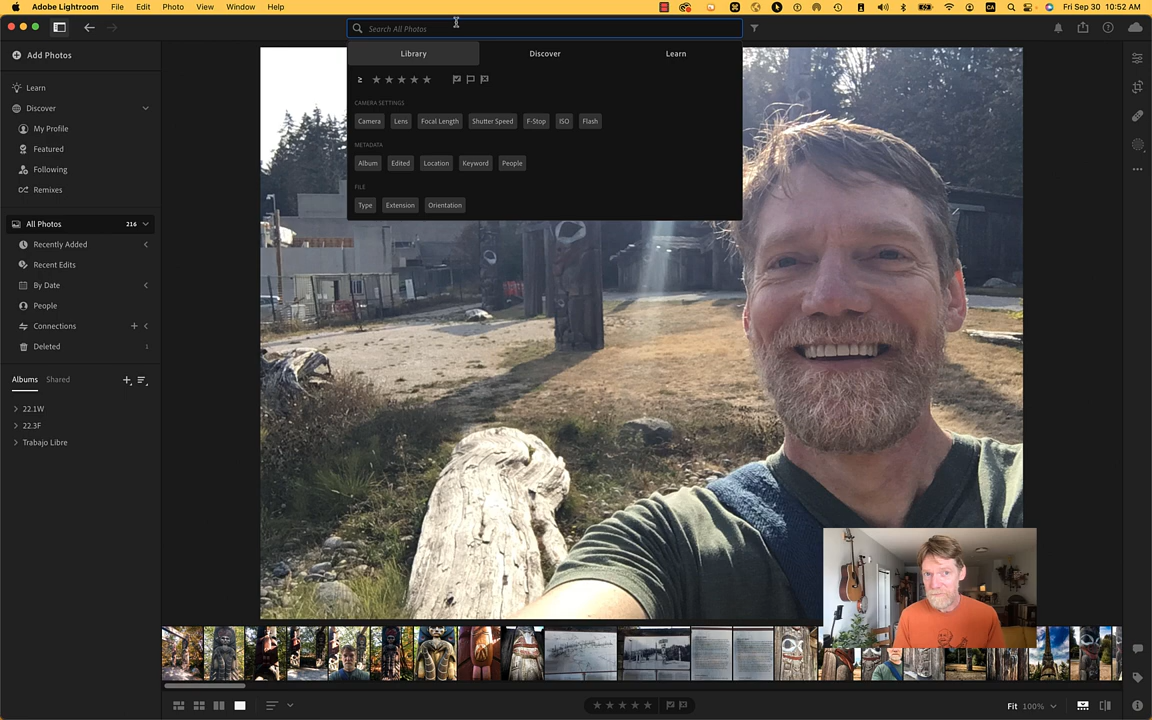 Adobe Lightroom File Edit Photo View Window Help
CA Fri Sep 30 10:52 AM
Search All Photos
Add Photos
Library Discover Learn
≥
Learn
CAMERA SETTINGS
Discover
Camera Lens Focal Length Shutter Speed F-Stop ISO Flash
My Profile
METADATA
Featured
Album Edited Location Keyword People
Following
FILE
Remixes
Type Extension Orientation
All Photos 216
Recently Added
Recent Edits
By Date
People
Connections
Deleted 1
Albums Shared
22.1W
22.3F
Trabajo Libre
Fit 100%